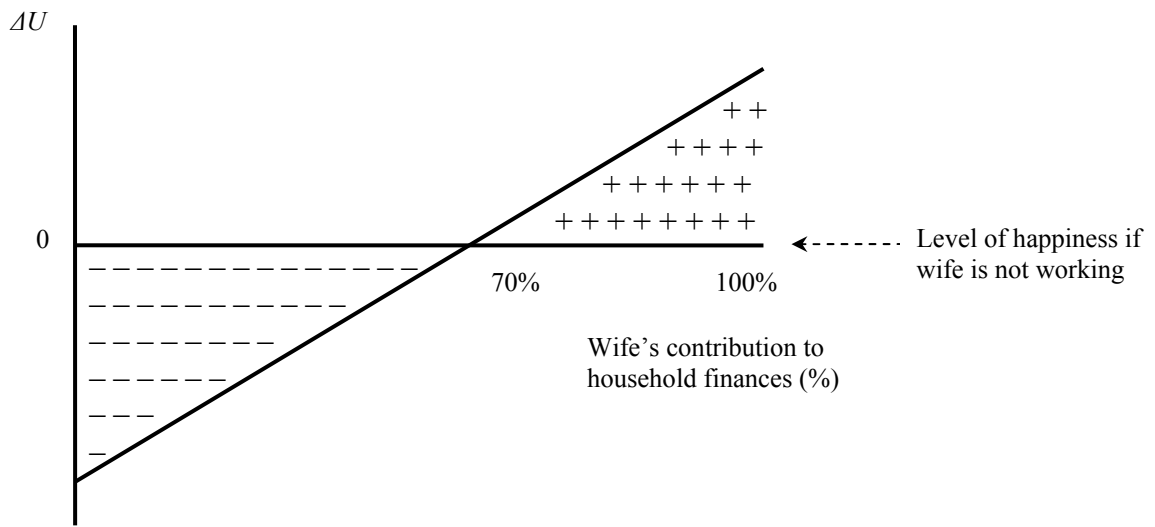 ΔU
+ +
+ + + +
+ + + + + +
+ + + + + + + +
0
Level of happiness if
wife is not working
70%
100%
Wife’s contribution to
household finances (%)
— — — — — — — — — — — — — —
— — — — — — — — — — —
— — — — — — — —
— — — — — —
— — —
—